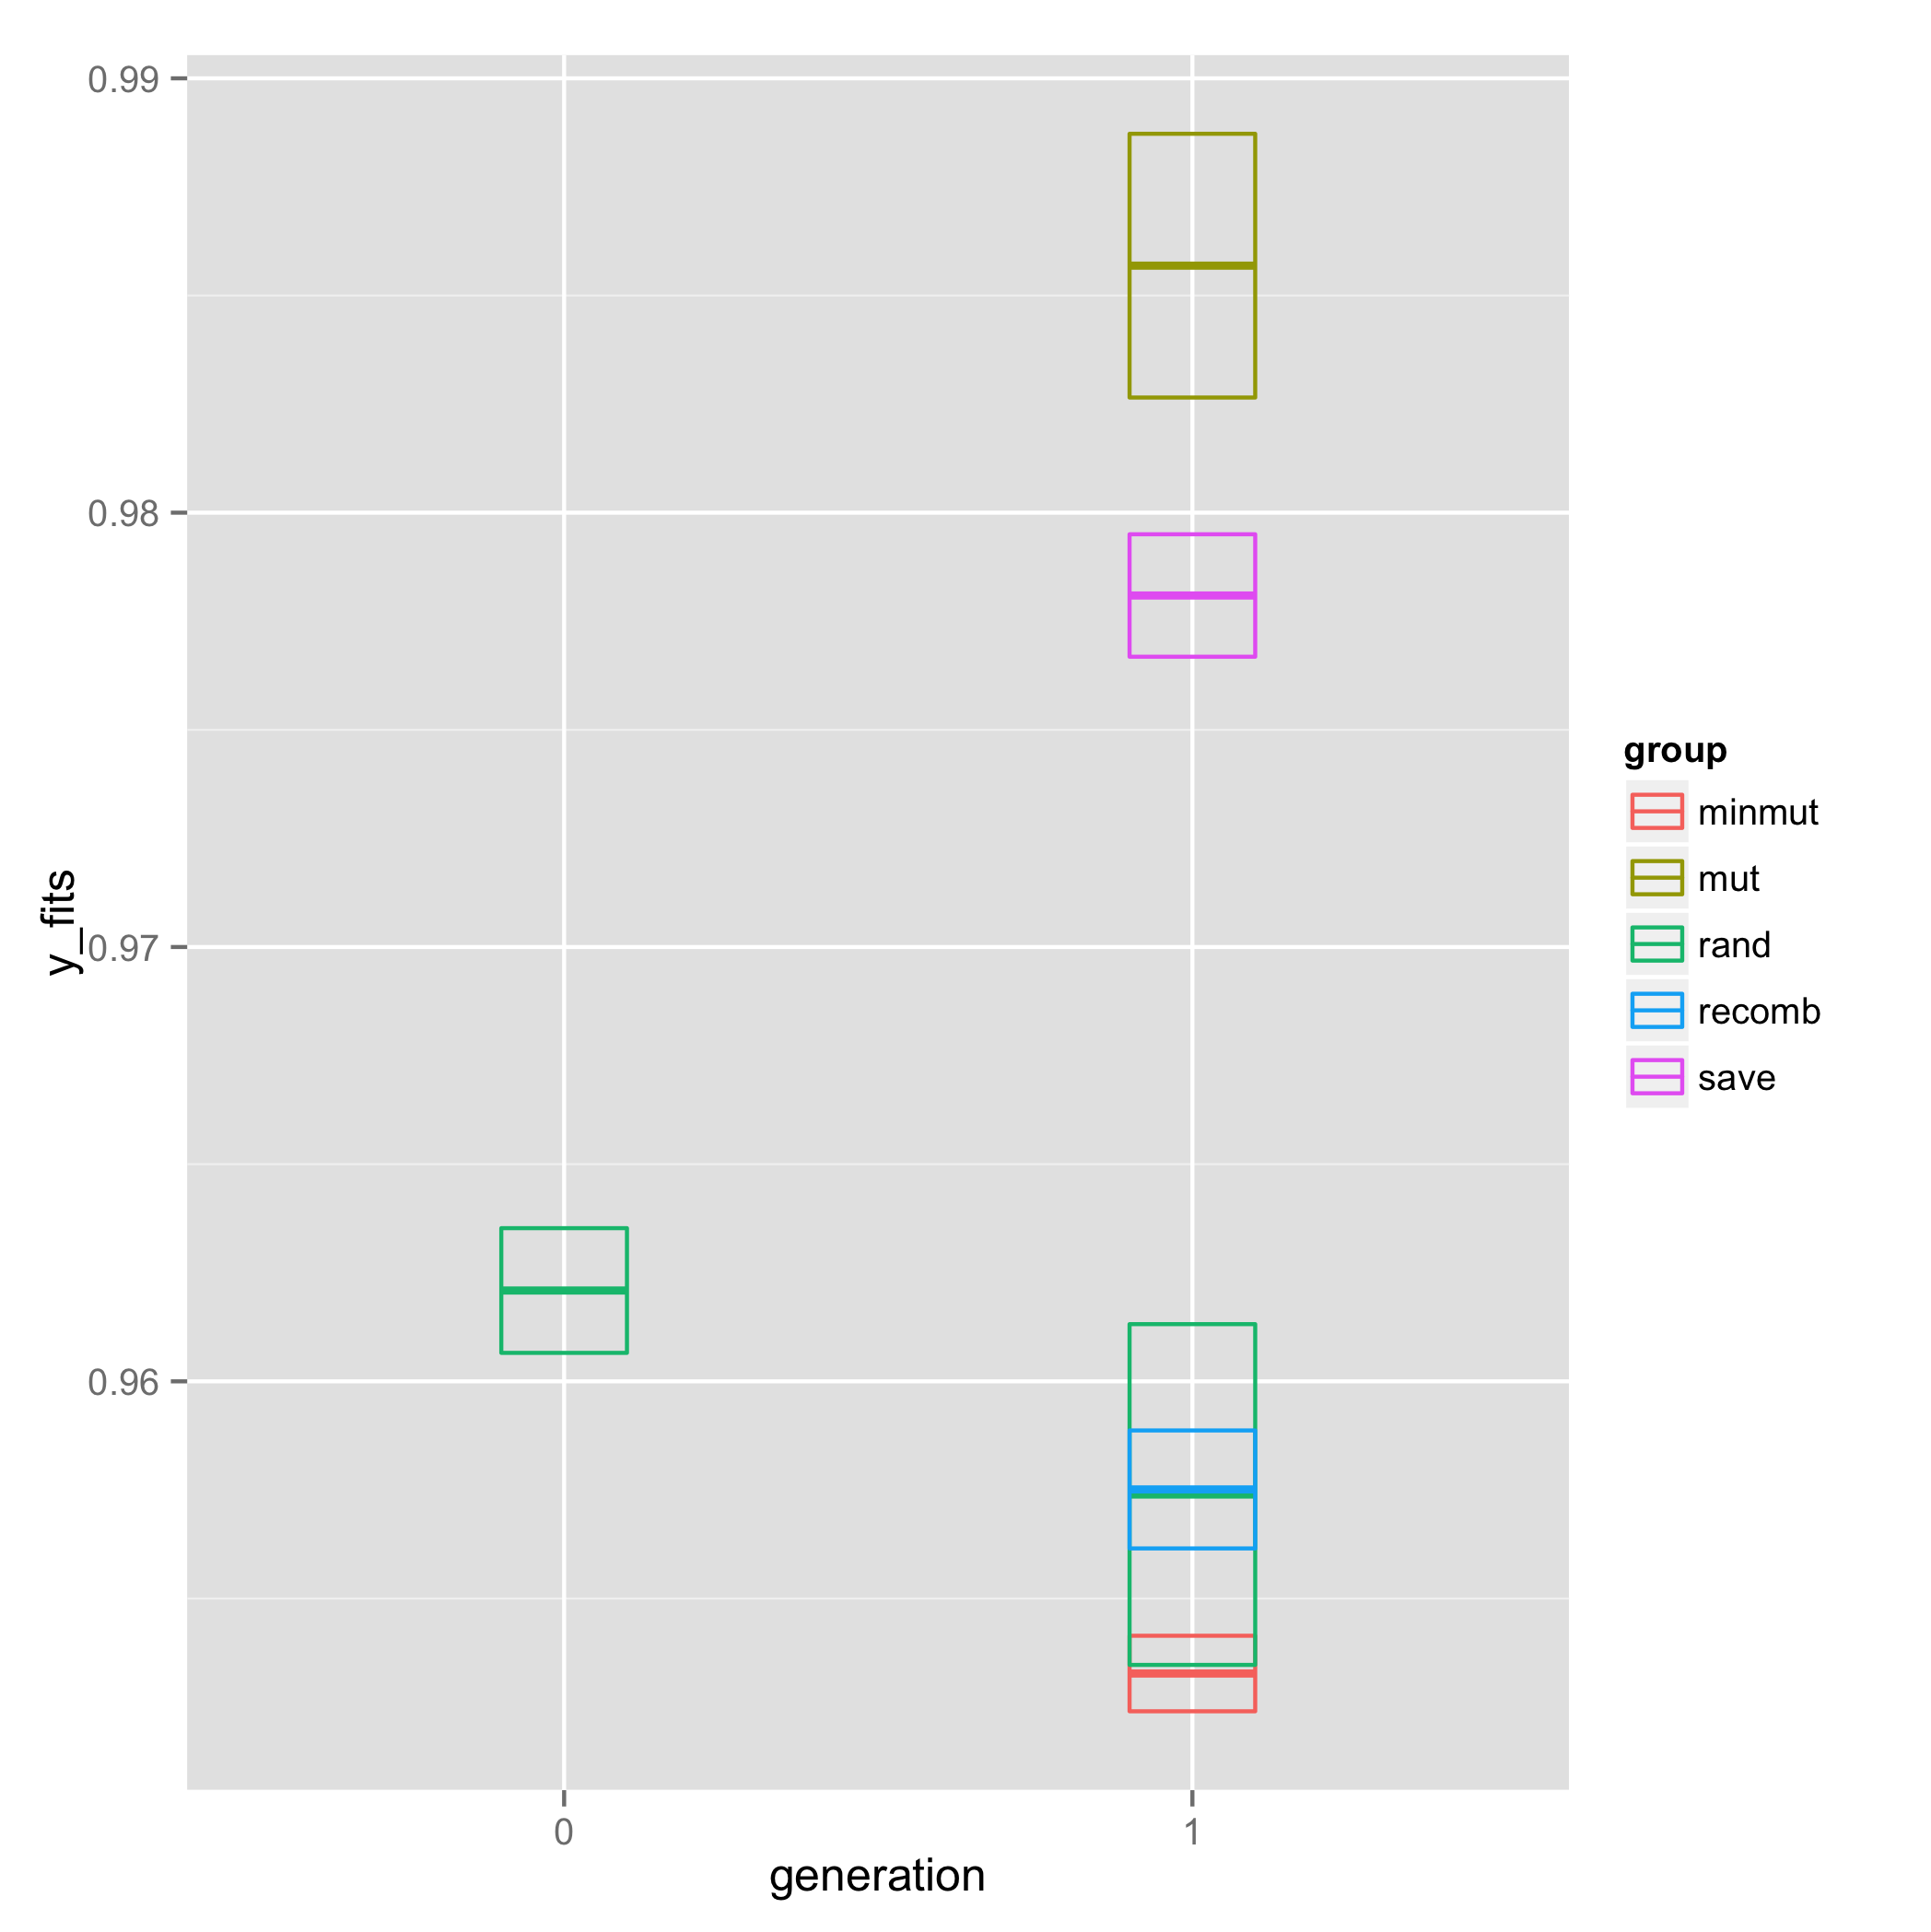 y_fits
0.99
0.98
0.97
0.96
0
1
generation
group
minmut
mut
rand
recomb
save